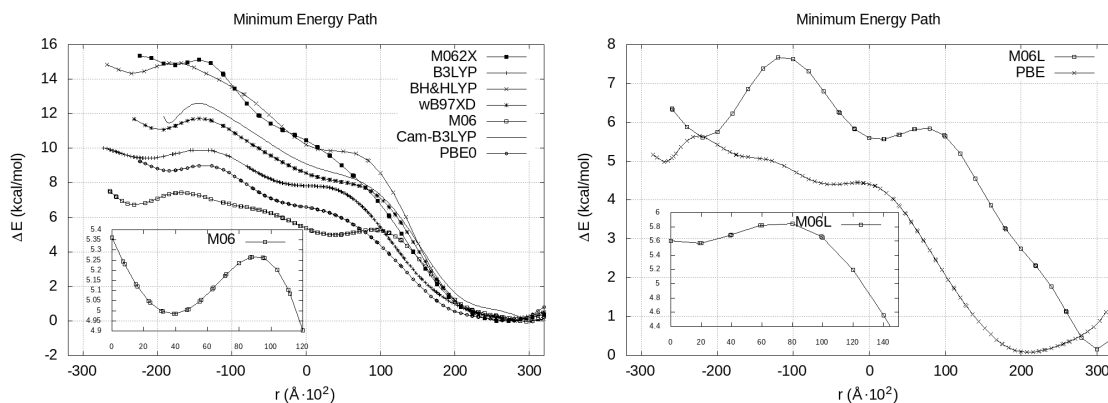 Minimum Energy Path
16
14
12
10
8
6
4
2
0
-2
-300 -200 -100 0 100 200 300
ΔE (kcal/mol)
r (Å·10²)
M062X
B3LYP
BH&HLYP
wB97XD
M06
Cam-B3LYP
PBE0
M06
5.4
5.35
5.3
5.25
5.2
5.15
5.1
5.05
5
4.95
4.9
0 20 40 60 80 100 120
Minimum Energy Path
8
7
6
5
4
3
2
1
0
-300 -200 -100 0 100 200 300
ΔE (kcal/mol)
r (Å·10²)
M06L
PBE
M06L
6
5.8
5.6
5.4
5.2
5
4.8
4.6
4.4
0 20 40 60 80 100 120 140